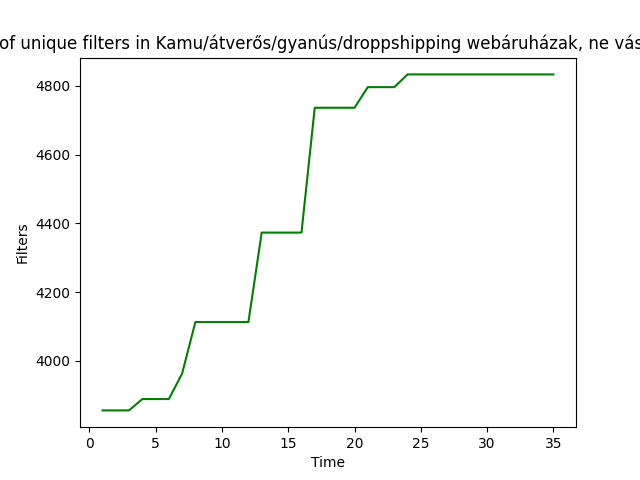 of unique filters in Kamu/átverős/gyanús/droppshipping webáruházak, ne vás
4800
4600
4400
4200
4000
Filters
0 5 10 15 20 25 30 35
Time